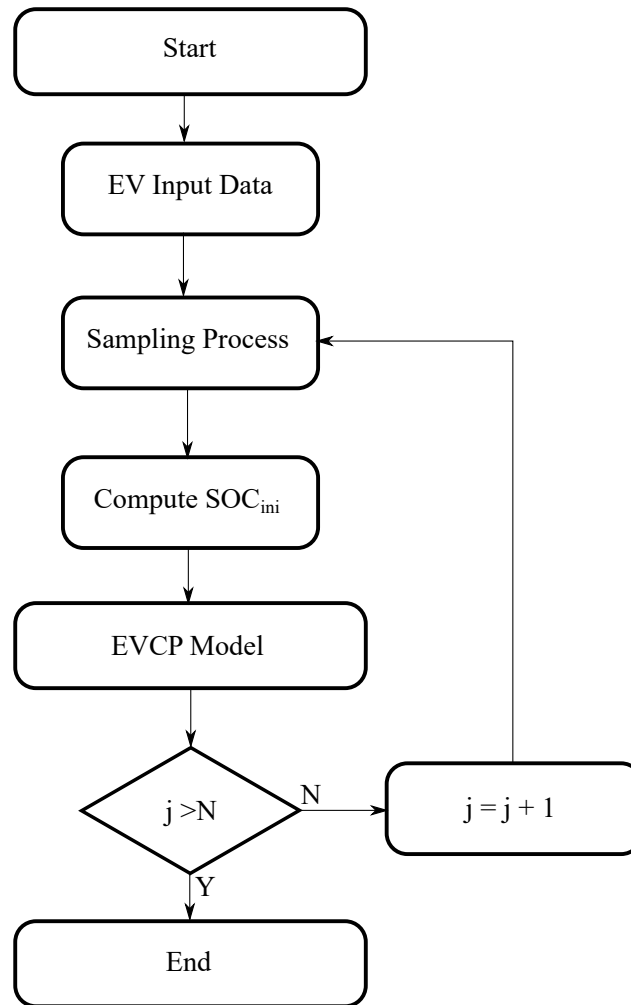 Start
EV Input Data
Sampling Process
Compute SOCini
EVCP Model
j >N
N
j = j + 1
Y
End